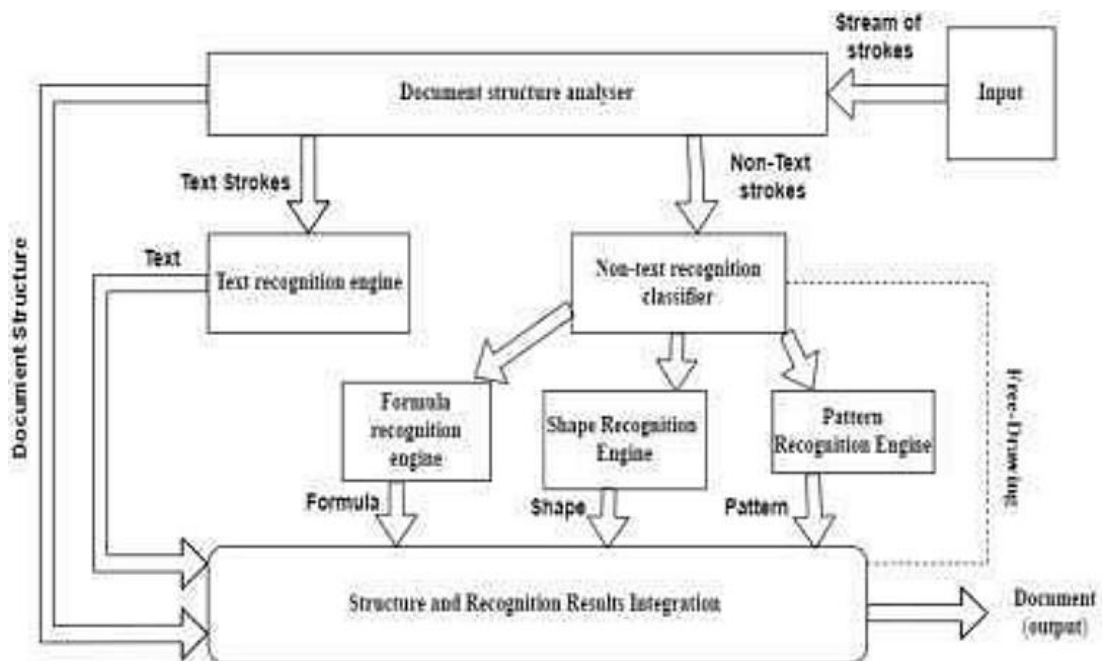 Stream of
strokes
Document structure analyser
Input
Text Strokes
Non-Text
strokes
Document Structure
Text
Text recognition engine
Non-text recognition
classifier
Free-Drawing
Formula
recognition
engine
Shape Recognition
Engine
Pattern
Recognition Engine
Formula
Shape
Pattern
Structure and Recognition Results Integration
Document
(output)